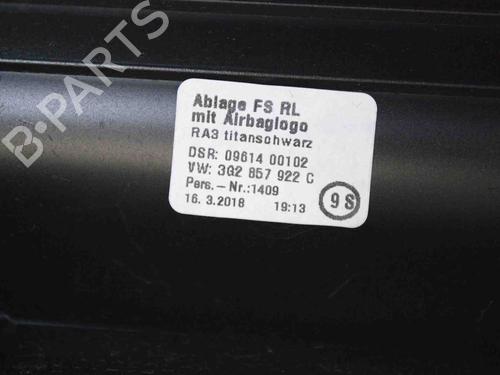 B-PARTS
Ablage FS RL
mit Airbaglogo
RA3 titanschwarz
DSR: 09614 00102
VW: 3G2 857 922 C
Pers.-Nr.:1409
16. 3.2018 19:13
9 S